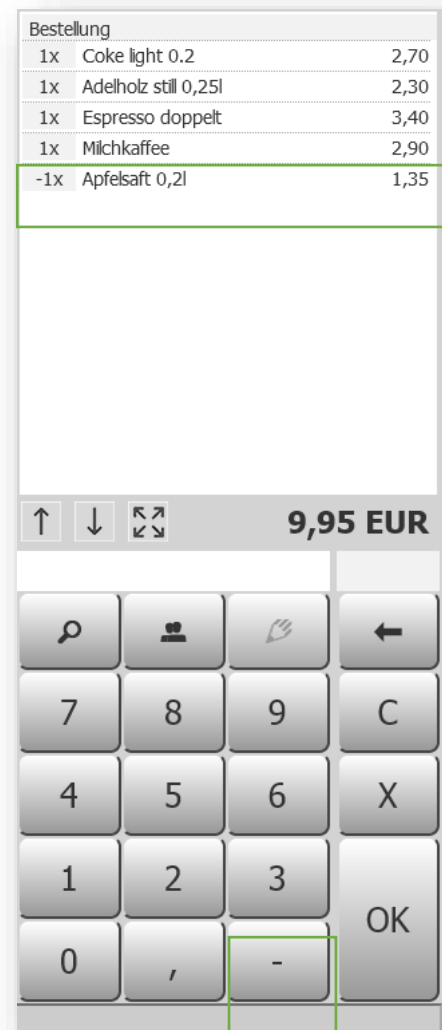 Bestellung
1x Coke light 0.2 2,70
1x Adelholz still 0,25l 2,30
1x Espresso doppelt 3,40
1x Milchkaffee 2,90
-1x Apfelsaft 0,2l 1,35
↑ ↓ 9,95 EUR
←
7 8 9 C
4 5 6 X
1 2 3
OK
0 , -